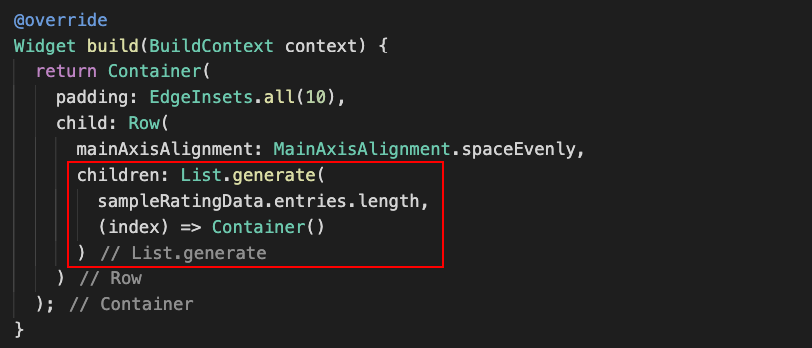 @override
Widget build(BuildContext context) {
return Container(
padding: EdgeInsets.all(10),
child: Row(
mainAxisAlignment: MainAxisAlignment.spaceEvenly,
children: List.generate(
sampleRatingData.entries.length,
(index) => Container()
) // List.generate
) // Row
); // Container
}